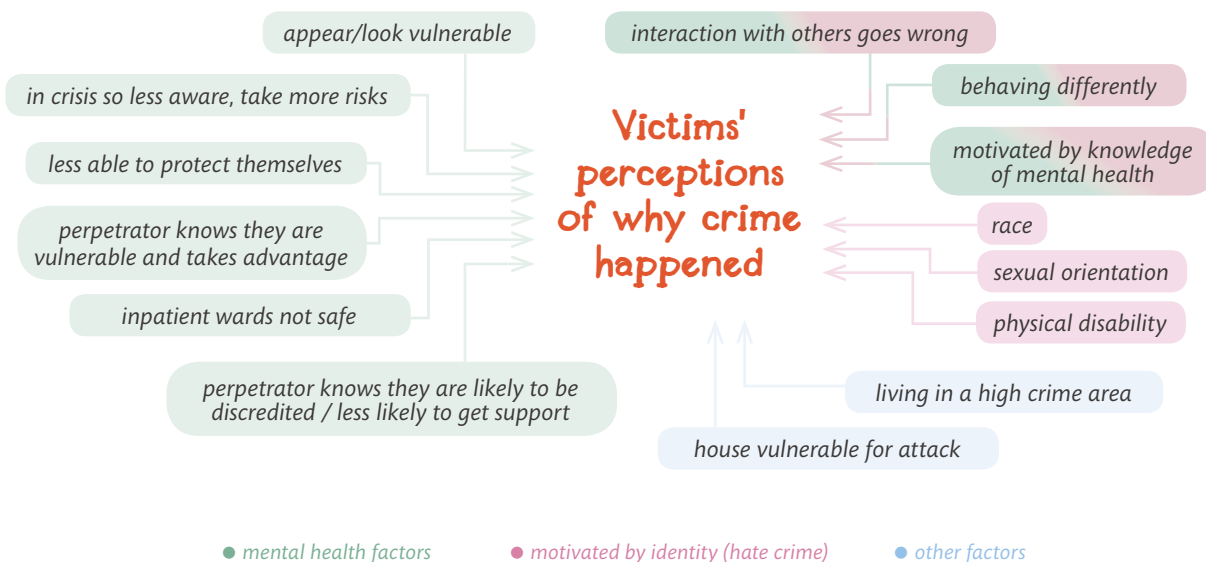 appear/look vulnerable
interaction with others goes wrong
in crisis so less aware, take more risks
behaving differently
less able to protect themselves
motivated by knowledge
of mental health
perpetrator knows they are
vulnerable and takes advantage
Victims'
perceptions
of why crime
happened
race
sexual orientation
inpatient wards not safe
physical disability
perpetrator knows they are likely to be
discredited / less likely to get support
living in a high crime area
house vulnerable for attack
mental health factors
motivated by identity (hate crime)
other factors